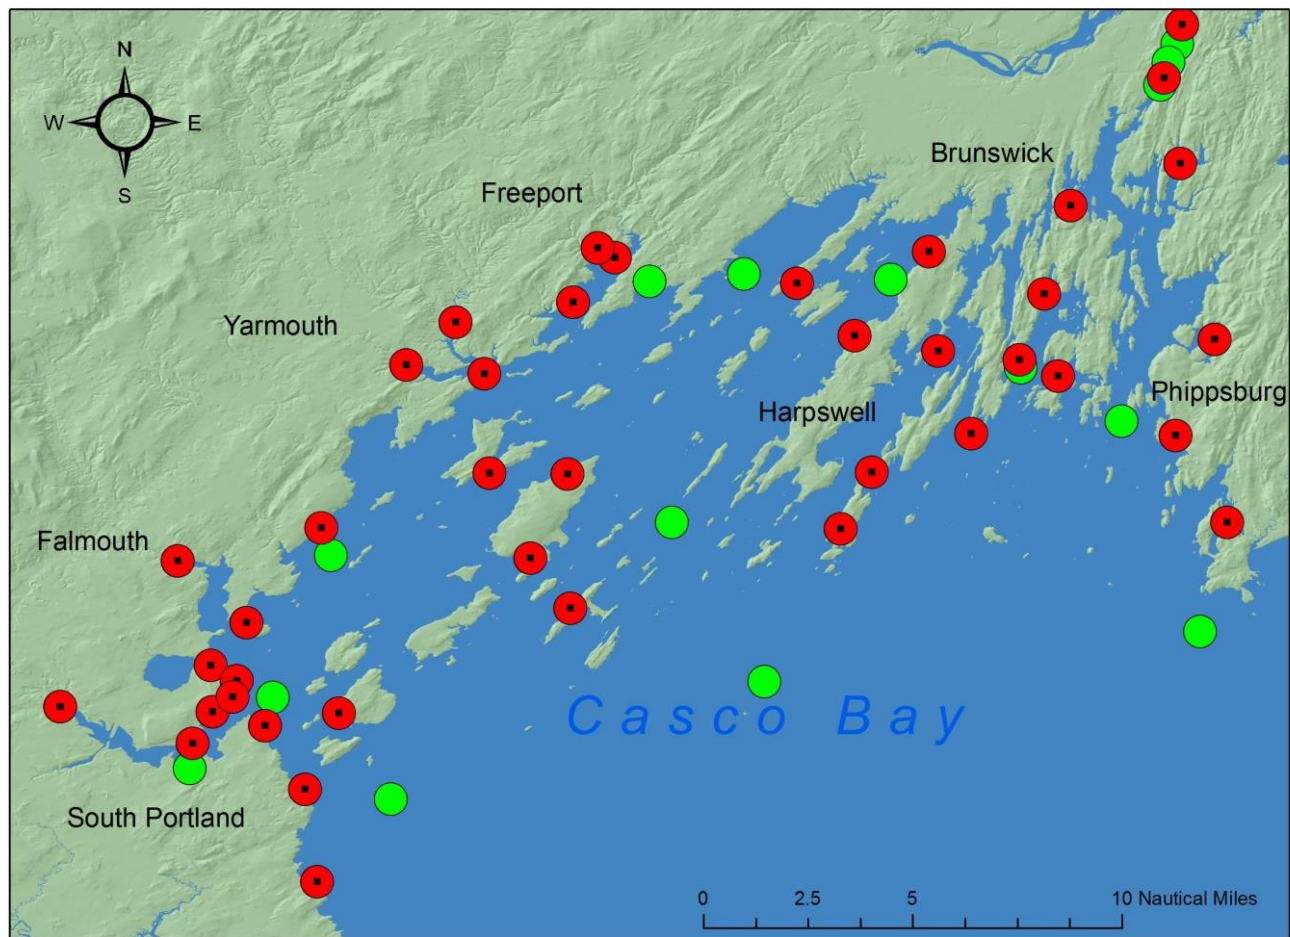 N
W E
S
Brunswick
Freeport
Yarmouth
Phippsburg
Harpswell
Falmouth
Casco Bay
South Portland
0 2.5 5 10 Nautical Miles